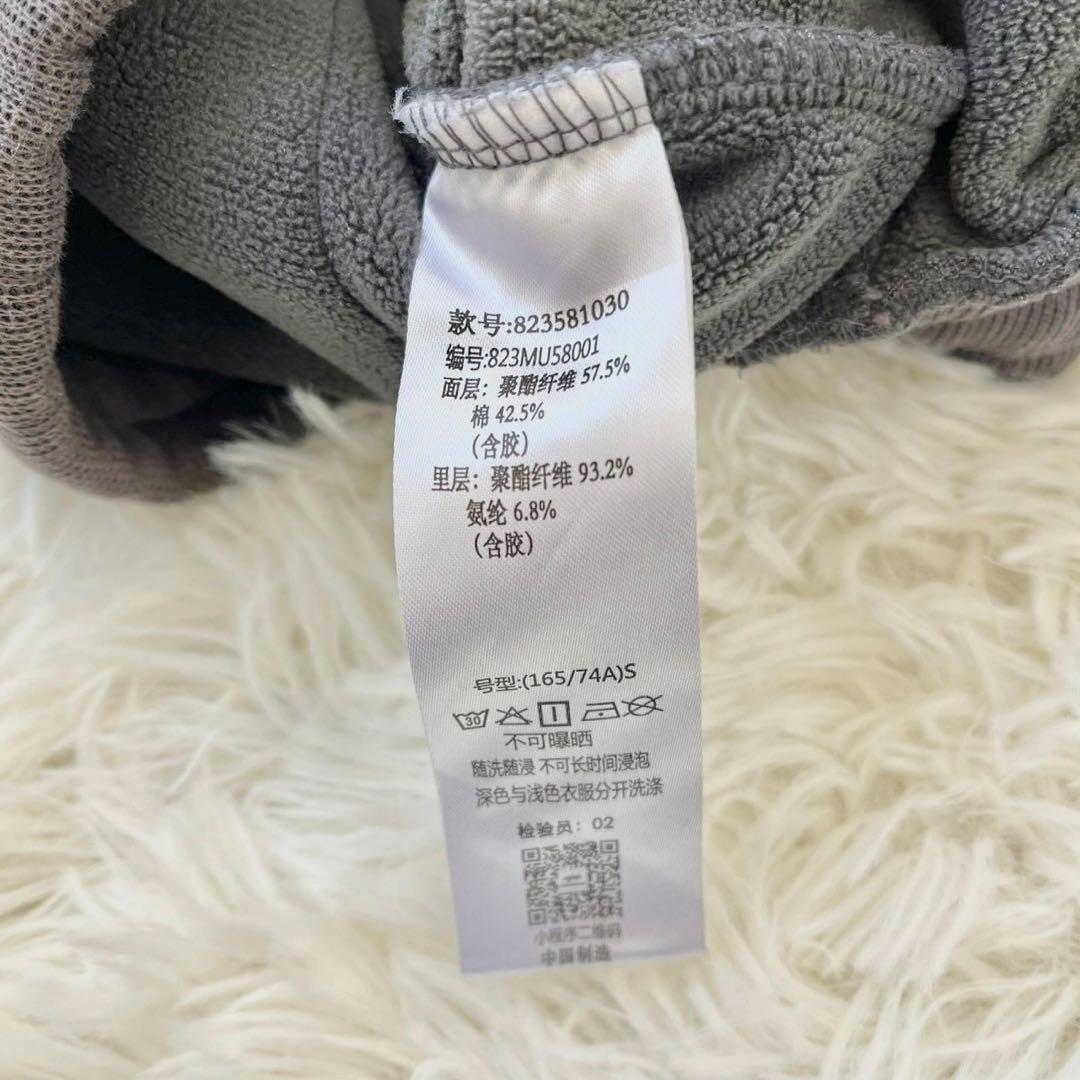 款号:823581030
编号:823MU58001
面层: 聚酯纤维 57.5%
棉 42.5%
(含胶)
里层: 聚酯纤维 93.2%
氨纶 6.8%
(含胶)
号型:(165/74A)S
30
不可曝晒
随洗随浸 不可长时间浸泡
深色与浅色衣服分开洗涤
检验员: 02
小程序二维码
中国制造